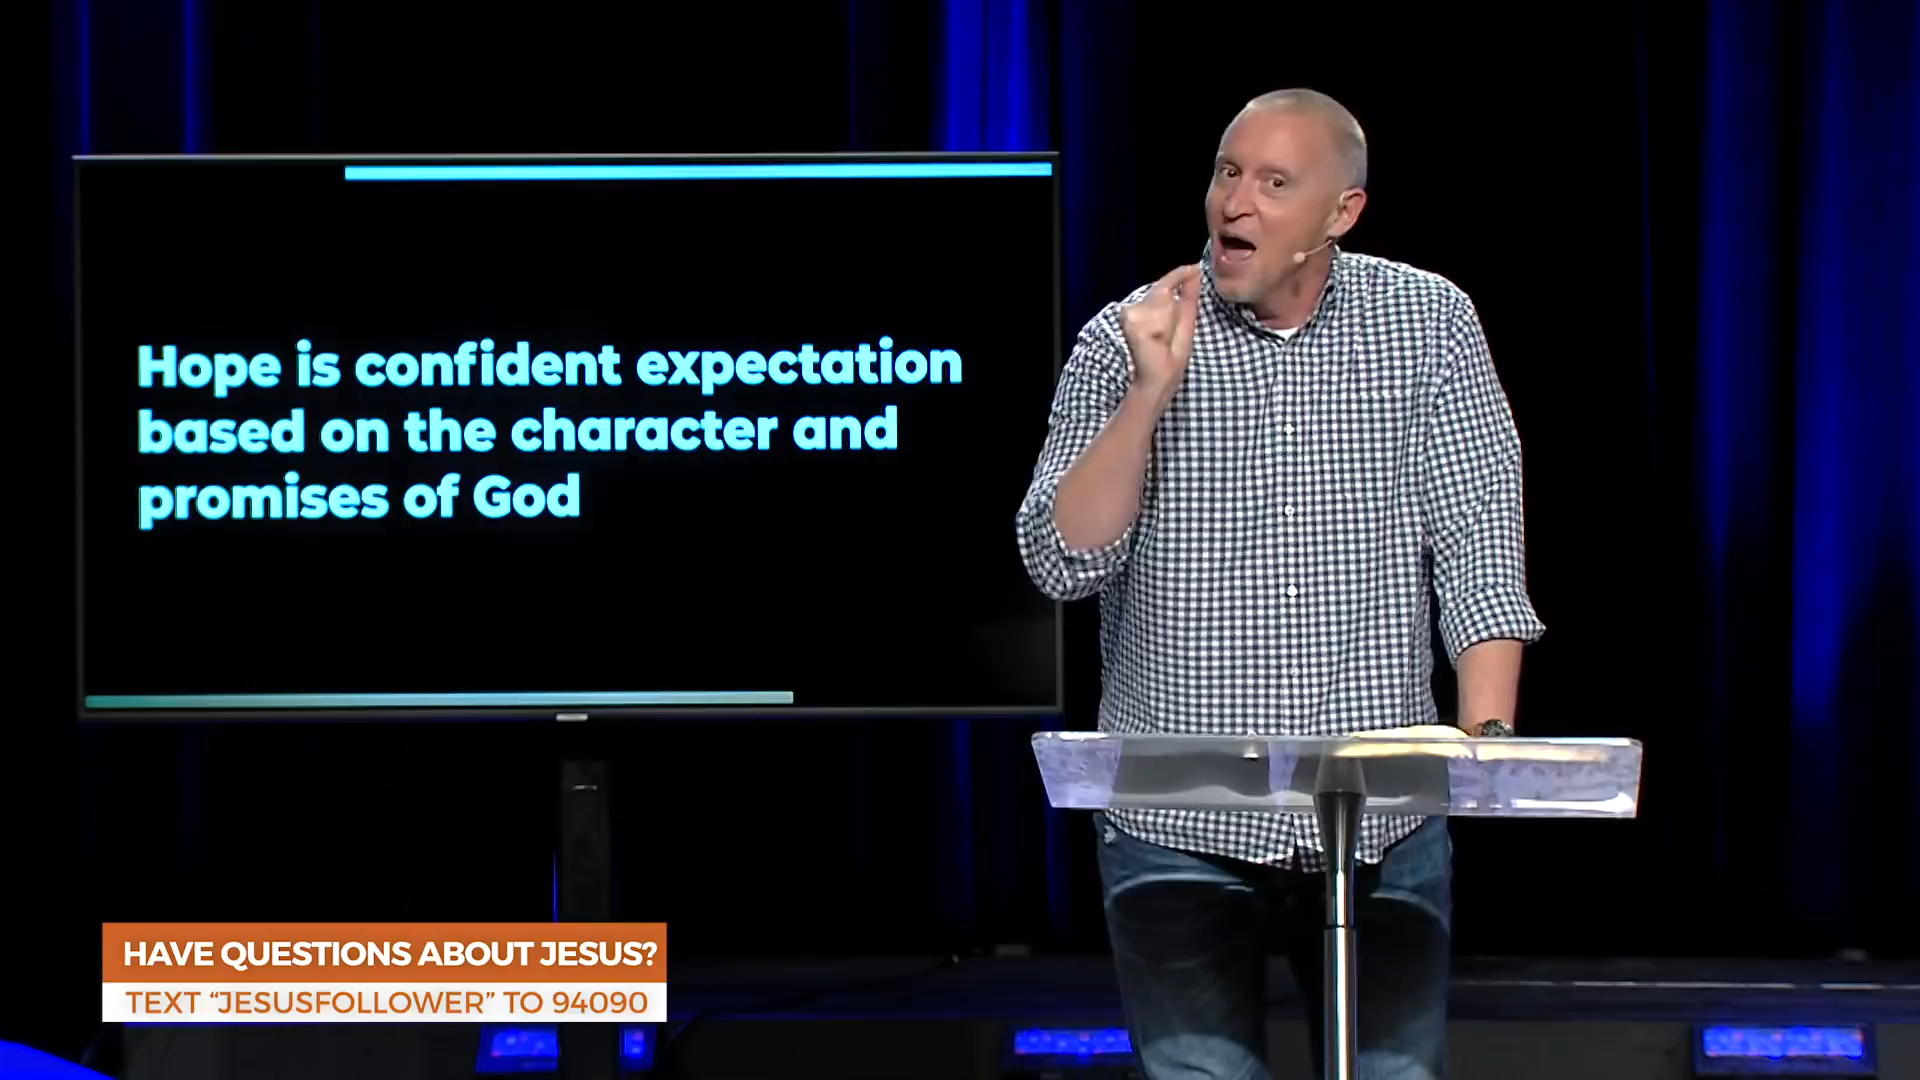 Hope is confident expectation
based on the character and
promises of God
HAVE QUESTIONS ABOUT JESUS?
TEXT “JESUSFOLLOWER” TO 94090